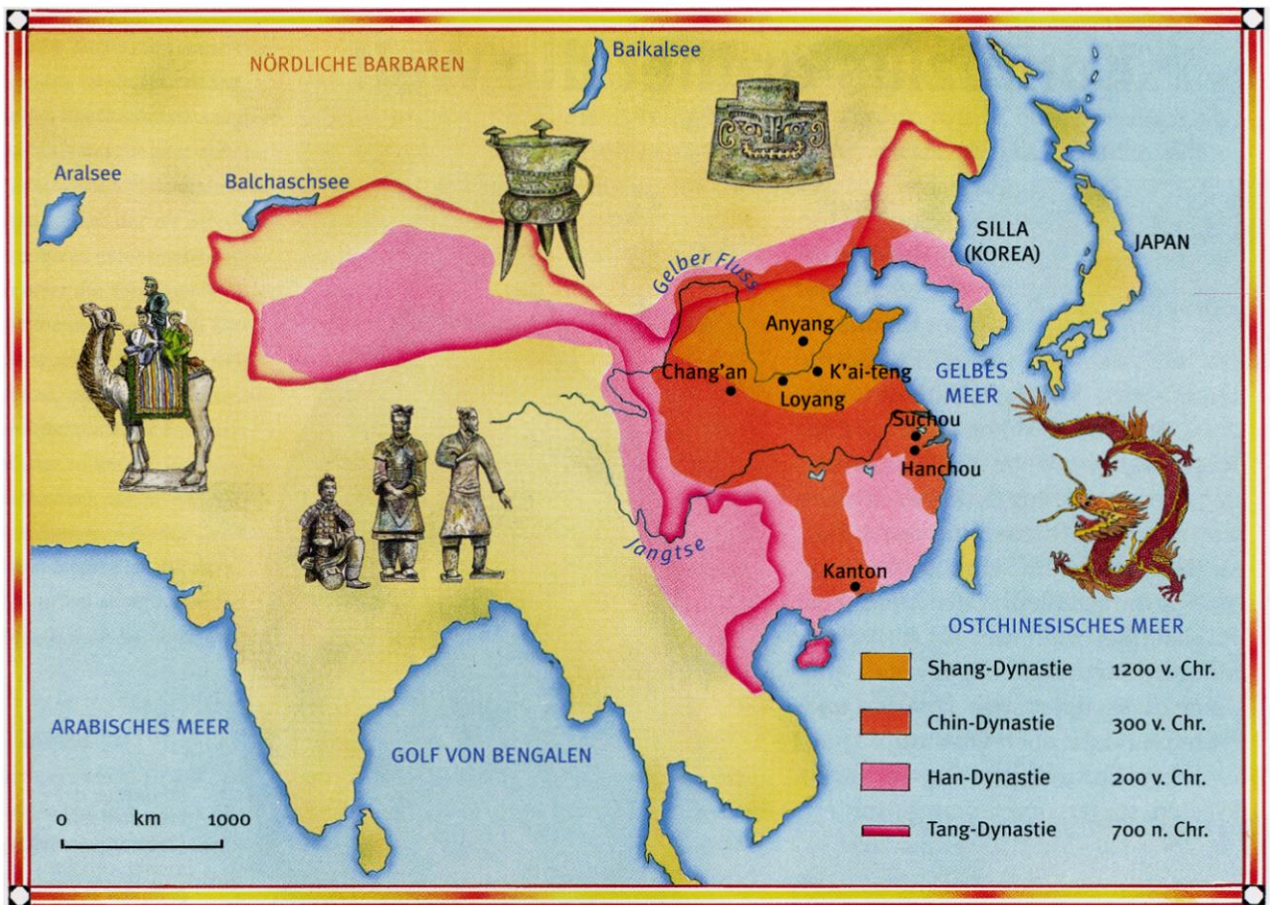 NÖRDLICHE BARBAREN
Baikalsee
Aralsee
Balchaschsee
SILLA
(KOREA)
JAPAN
Gelber Fluss
Anyang
Chang'an
K'ai-teng
Loyang
GELBES
MEER
Suchou
Hanchou
Jangtse
Kanton
OSTCHINESISCHES MEER
Shang-Dynastie 1200 v. Chr.
Chin-Dynastie 300 v. Chr.
Han-Dynastie 200 v. Chr.
Tang-Dynastie 700 n. Chr.
ARABISCHES MEER
GOLF VON BENGALEN
0 km 1000